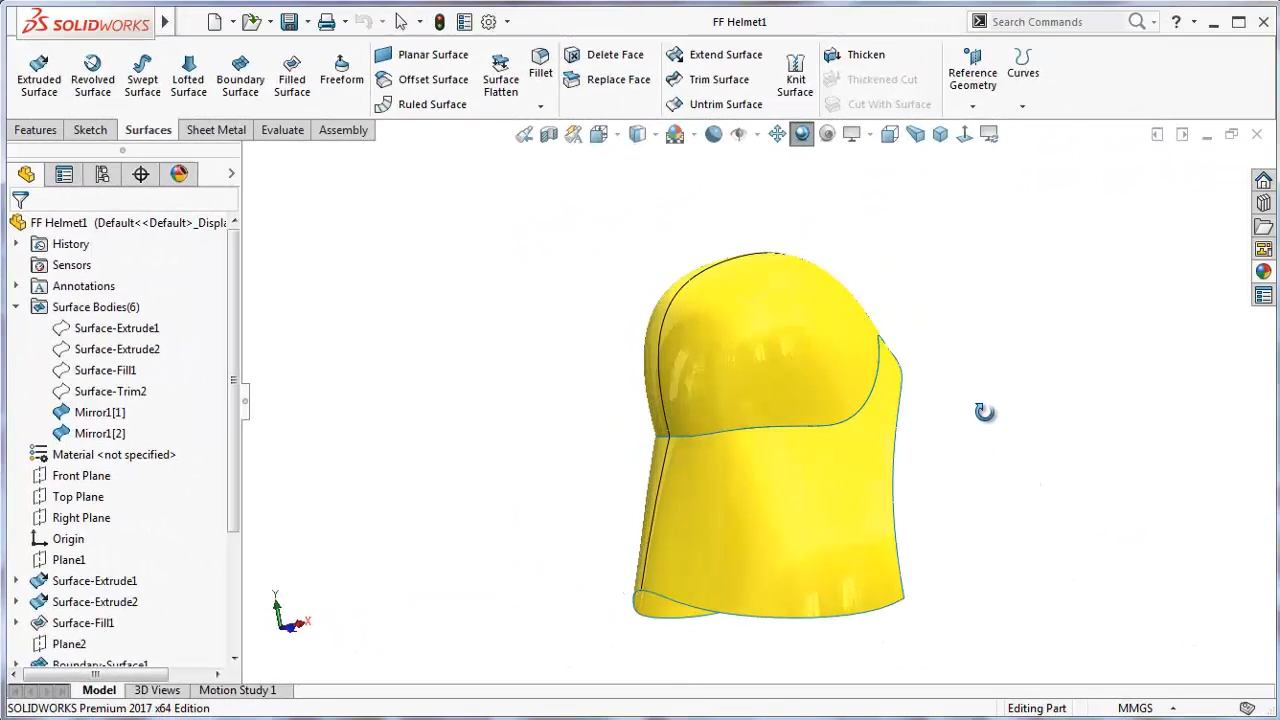 SOLIDWORKS
FF Helmet1
Search Commands
?
Extruded Surface
Revolved Surface
Swept Surface
Lofted Surface
Boundary Surface
Filled Surface
Freeform
Planar Surface
Offset Surface
Ruled Surface
Surface Flatten
Fillet
Delete Face
Replace Face
Extend Surface
Trim Surface
Untrim Surface
Knit Surface
Thicken
Thickened Cut
Cut With Surface
Reference Geometry
Curves
Features
Sketch
Surfaces
Sheet Metal
Evaluate
Assembly
FF Helmet1 (Default<<Default>_Displa
History
Sensors
Annotations
Surface Bodies(6)
Surface-Extrude1
Surface-Extrude2
Surface-Fill1
Surface-Trim2
Mirror1[1]
Mirror1[2]
Material <not specified>
Front Plane
Top Plane
Right Plane
Origin
Plane1
Surface-Extrude1
Surface-Extrude2
Surface-Fill1
Plane2
Boundary-Surface1
Y
X
Model
3D Views
Motion Study 1
SOLIDWORKS Premium 2017 x64 Edition
Editing Part
MMGS